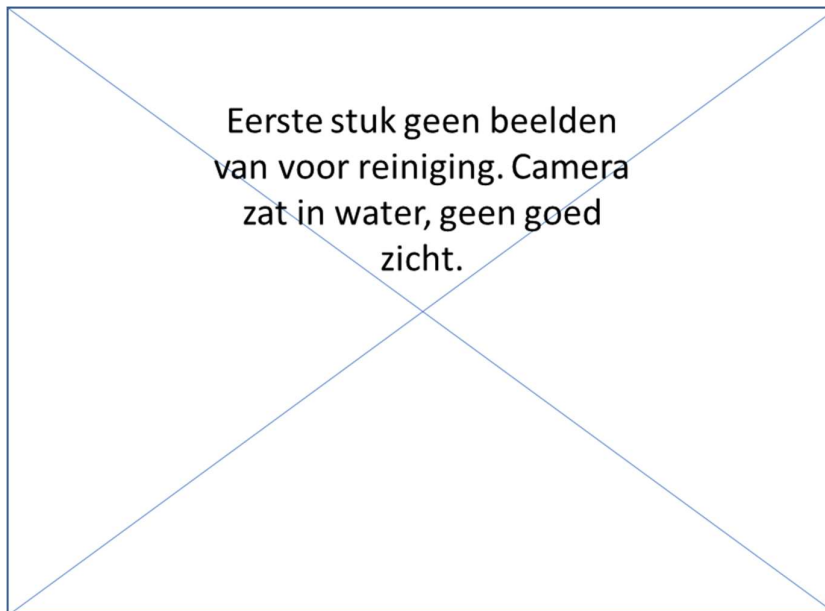 Eerste stuk geen beelden
van voor reiniging. Camera
zat in water, geen goed
zicht.